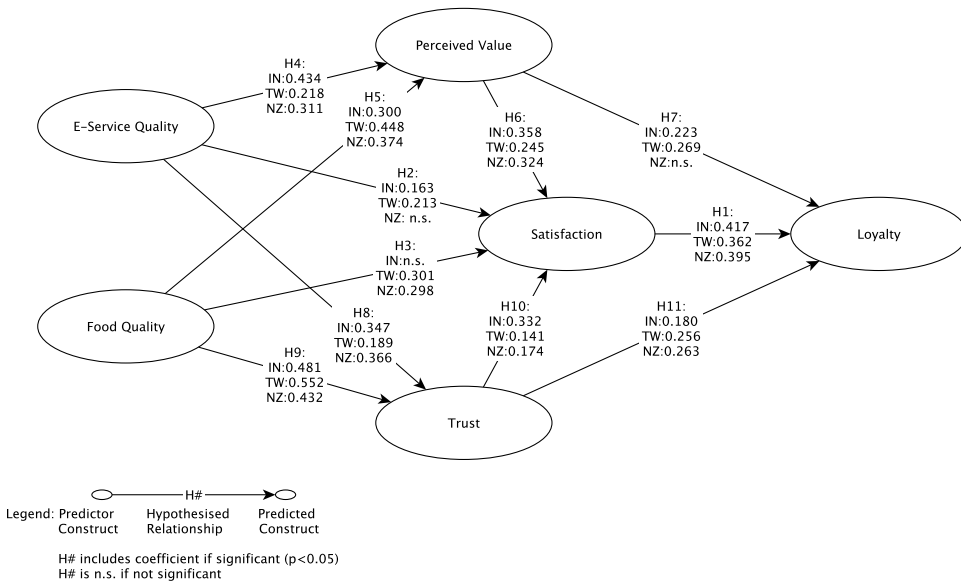 Perceived Value
H4:
IN:0.434
TW:0.218
NZ:0.311
H5:
IN:0.300
TW:0.448
NZ:0.374
E-Service Quality
H6:
IN:0.358
TW:0.245
NZ:0.324
H7:
IN:0.223
TW:0.269
NZ:n.s.
H2:
IN:0.163
TW:0.213
NZ: n.s.
Satisfaction
H1:
IN:0.417
TW:0.362
NZ:0.395
Loyalty
H3:
IN:n.s.
TW:0.301
NZ:0.298
Food Quality
H8:
IN:0.347
TW:0.189
NZ:0.366
H10:
IN:0.332
TW:0.141
NZ:0.174
H11:
IN:0.180
TW:0.256
NZ:0.263
H9:
IN:0.481
TW:0.552
NZ:0.432
Trust
H#
Legend: Predictor Construct
Hypothesised Relationship
Predicted Construct
H# includes coefficient if significant (p<0.05)
H# is n.s. if not significant